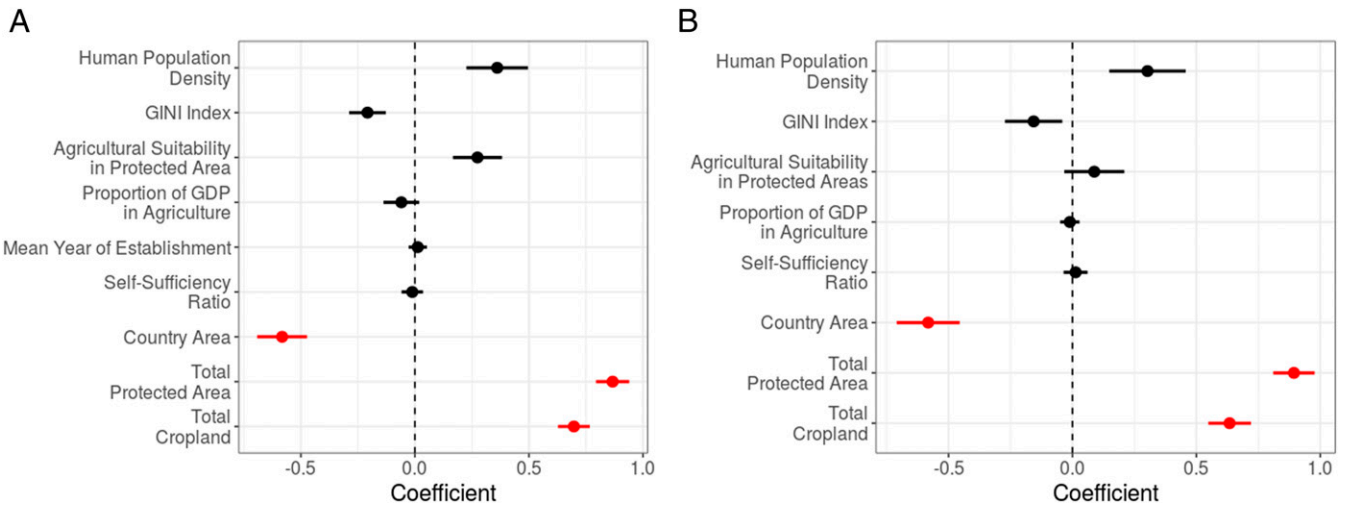 A
Human Population
Density
GINI Index
Agricultural Suitability
in Protected Area
Proportion of GDP
in Agriculture
Mean Year of Establishment
Self-Sufficiency
Ratio
Country Area
Total
Protected Area
Total
Cropland
-0.5 0.0 0.5 1.0
Coefficient
B
Human Population
Density
GINI Index
Agricultural Suitability
in Protected Areas
Proportion of GDP
in Agriculture
Self-Sufficiency
Ratio
Country Area
Total
Protected Area
Total
Cropland
-0.5 0.0 0.5 1.0
Coefficient